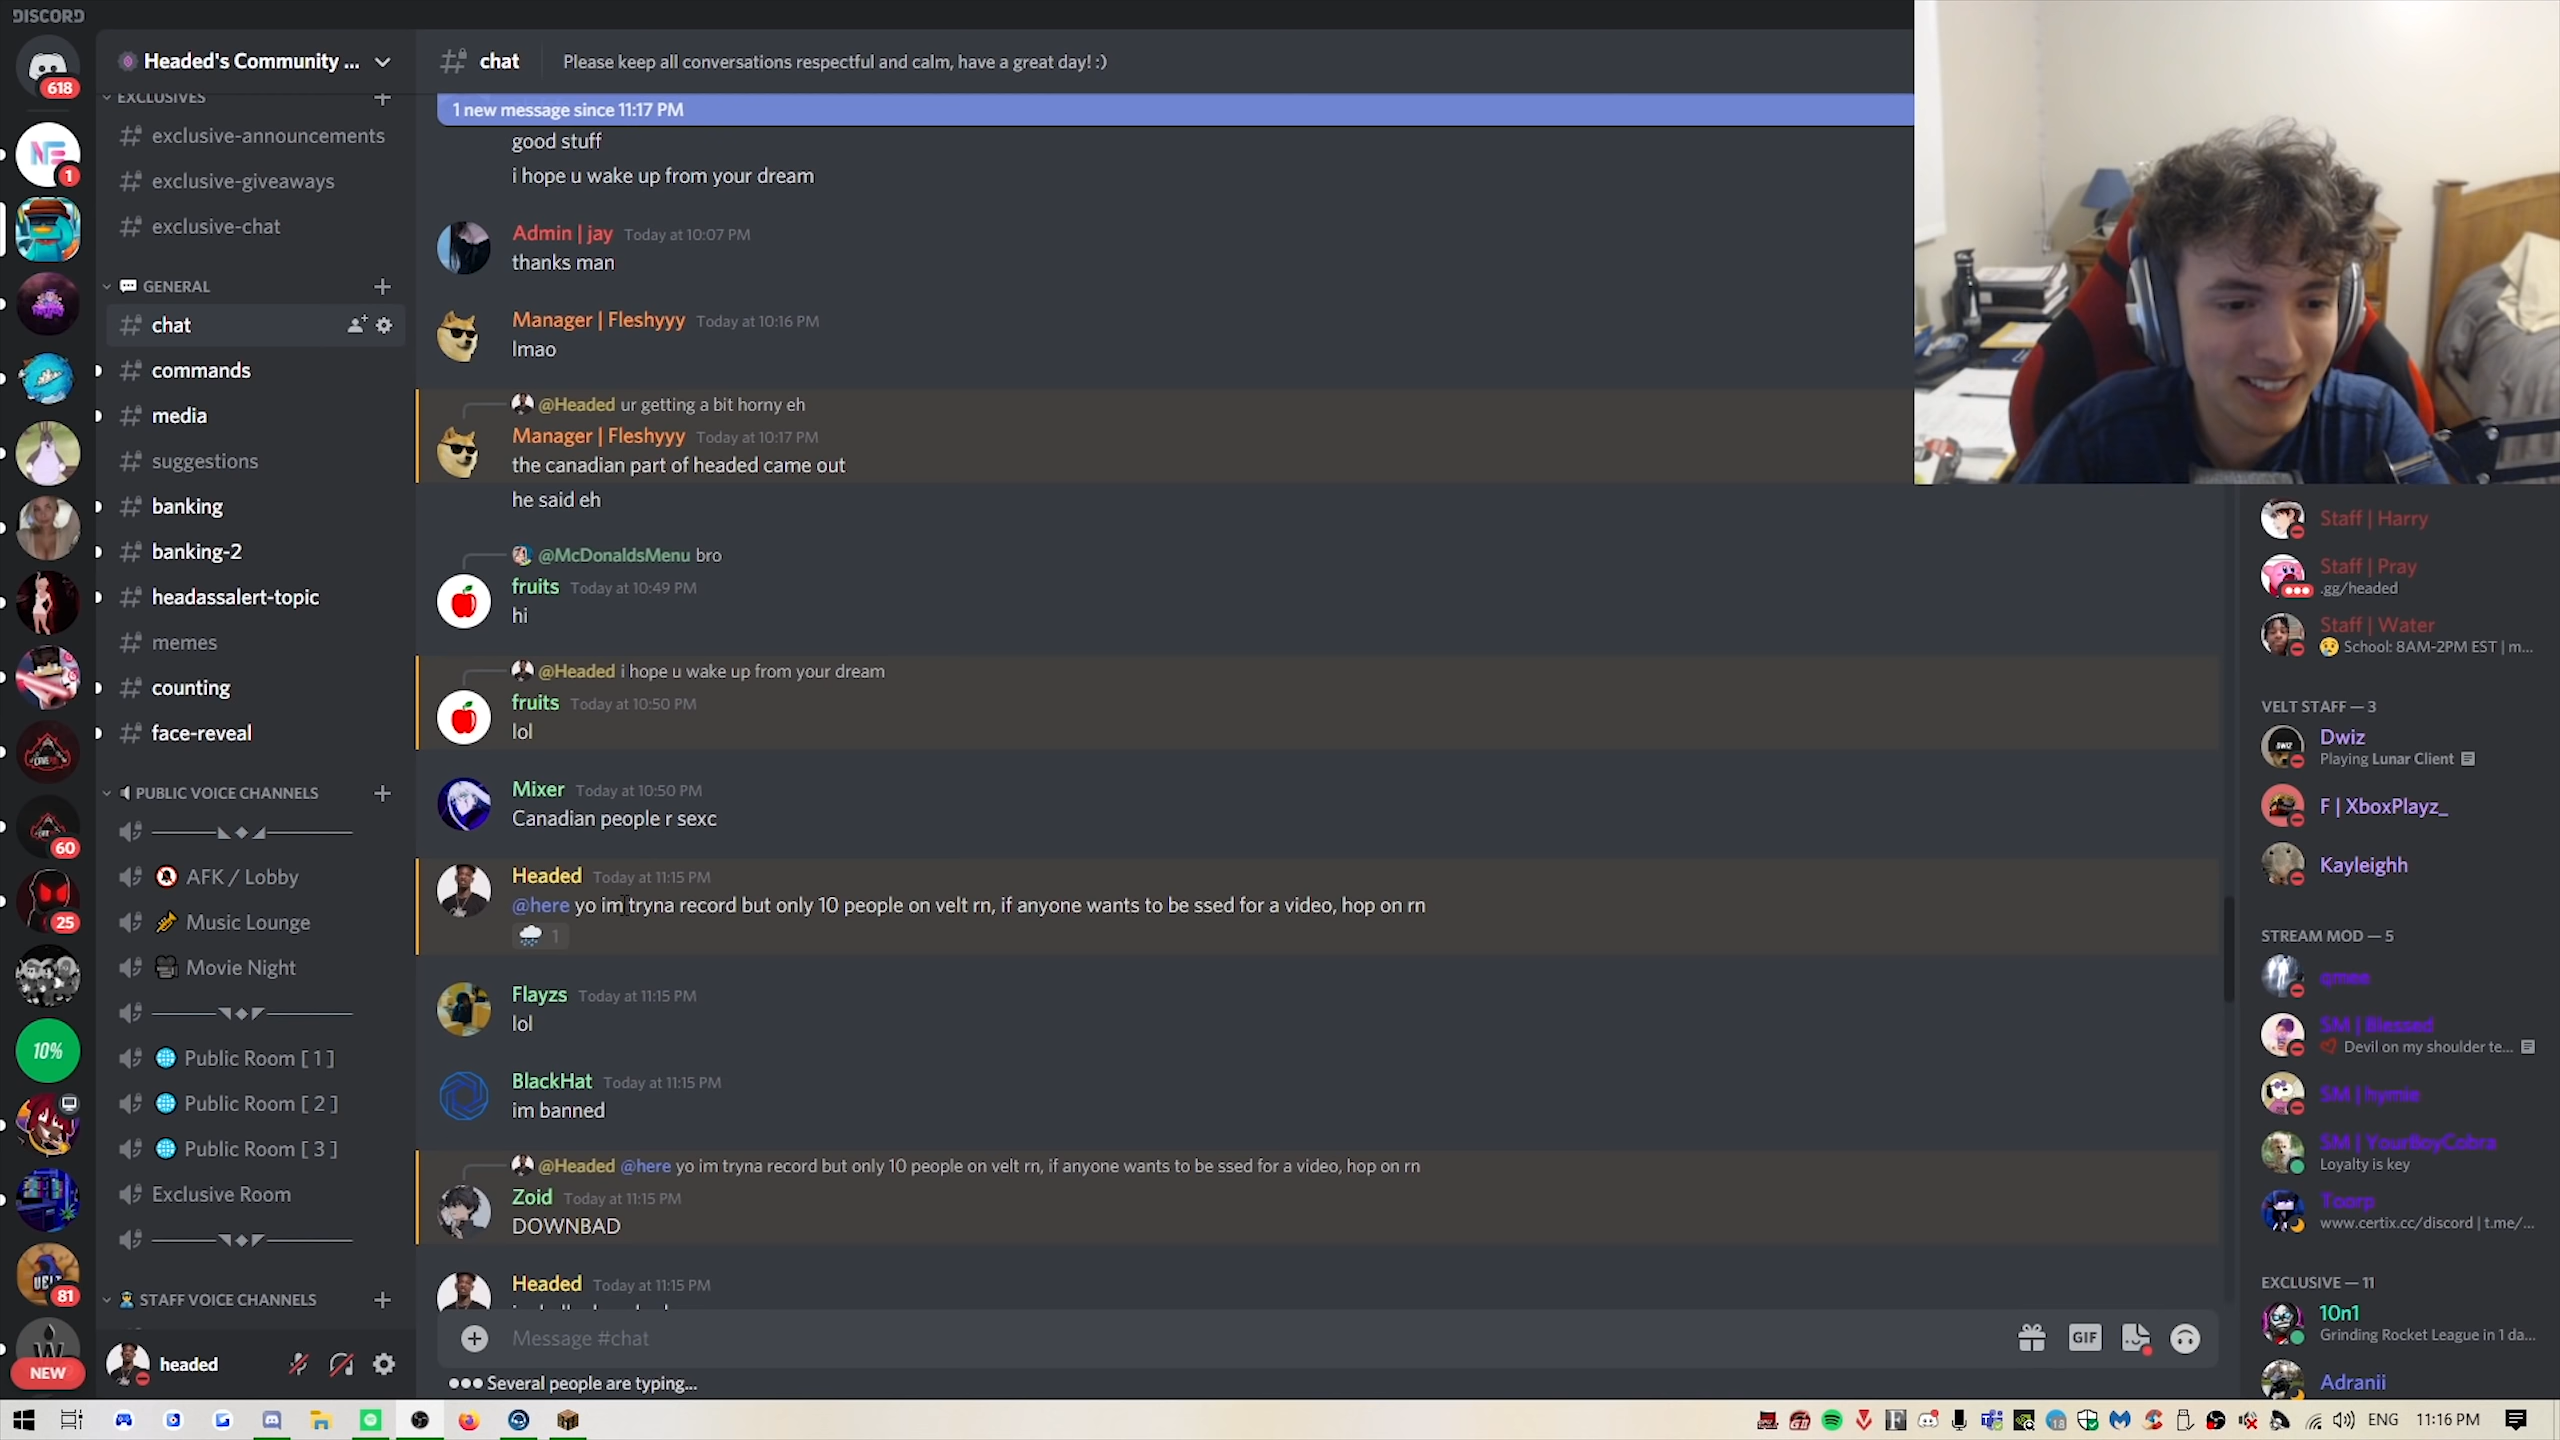 DISCORD
618
1
60
25
10%
81
NEW
Headed's Community ...
EXCLUSIVES
exclusive-announcements
exclusive-giveaways
exclusive-chat
GENERAL
chat
commands
media
suggestions
banking
banking-2
headassalert-topic
memes
counting
face-reveal
PUBLIC VOICE CHANNELS
AFK / Lobby
Music Lounge
Movie Night
Public Room [ 1 ]
Public Room [ 2 ]
Public Room [ 3 ]
Exclusive Room
STAFF VOICE CHANNELS
headed
chat
Please keep all conversations respectful and calm, have a great day! :)
1 new message since 11:17 PM
good stuff
i hope u wake up from your dream
Admin | jay Today at 10:07 PM
thanks man
Manager | Fleshyyy Today at 10:16 PM
lmao
@Headed ur getting a bit horny eh
Manager | Fleshyyy Today at 10:17 PM
the canadian part of headed came out
he said eh
@McDonaldsMenu bro
fruits Today at 10:49 PM
hi
@Headed i hope u wake up from your dream
fruits Today at 10:50 PM
lol
Mixer Today at 10:50 PM
Canadian people r sexc
Headed Today at 11:15 PM
@here yo im tryna record but only 10 people on velt rn, if anyone wants to be ssed for a video, hop on rn
1
Flayzs Today at 11:15 PM
lol
BlackHat Today at 11:15 PM
im banned
@Headed @here yo im tryna record but only 10 people on velt rn, if anyone wants to be ssed for a video, hop on rn
Zoid Today at 11:15 PM
DOWNBAD
Headed Today at 11:15 PM
Message #chat
GIF
Several people are typing...
Staff | Harry
Staff | Pray
.gg/headed
Staff | Water
School: 8AM-2PM EST | m...
VELT STAFF — 3
Dwiz
Playing Lunar Client
F | XboxPlayz_
Kayleighh
STREAM MOD — 5
qmee
SM | Blessed
Devil on my shoulder te...
SM | hymie
SM | YourBoyCobra
Loyalty is key
Toorp
www.certix.cc/discord | t.me/...
EXCLUSIVE — 11
10n1
Grinding Rocket League in 1 da...
Adranii
ENG
11:16 PM